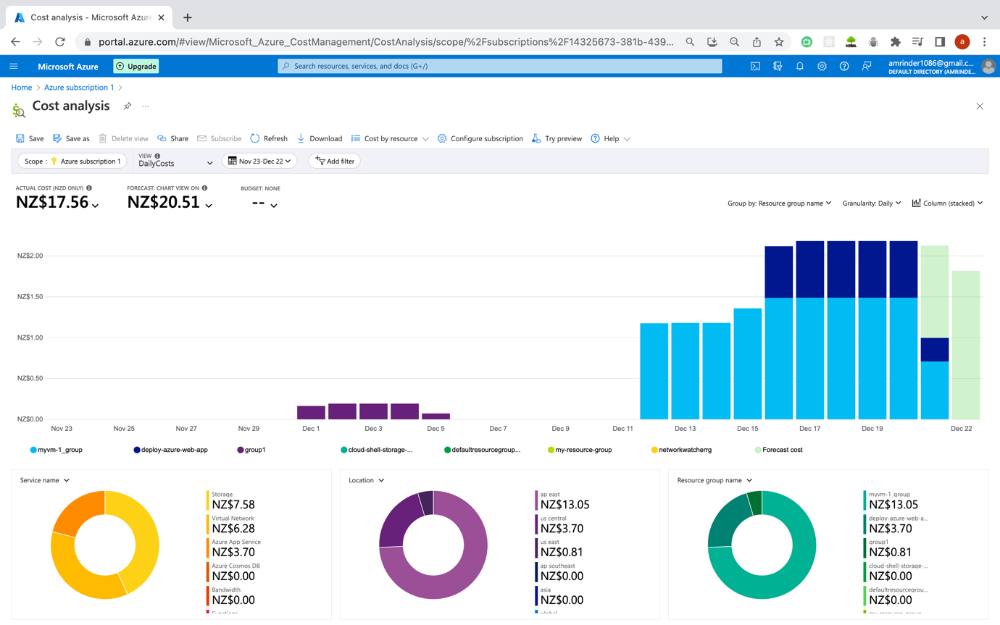 Cost analysis - Microsoft Azure
portal.azure.com/#view/Microsoft_Azure_CostManagement/CostAnalysis/scope/%2Fsubscriptions%2F14325673-381b-439...
a
Microsoft Azure
Upgrade
Search resources, services, and docs (G+/)
amrinder1086@gmail.c...
DEFAULT DIRECTORY (AMRINDE...
Home > Azure subscription 1 >
Cost analysis
...
Save Save as Delete view Share Subscribe Refresh Download Cost by resource Configure subscription Try preview Help
Scope : Azure subscription 1
VIEW
DailyCosts
Nov 23-Dec 22
Add filter
ACTUAL COST (NZD ONLY)
NZ$17.56
FORECAST: CHART VIEW ON
NZ$20.51
BUDGET: NONE
--
Group by: Resource group name
Granularity: Daily
Column (stacked)
NZ$2.00
NZ$1.50
NZ$1.00
NZ$0.50
NZ$0.00
Nov 23 Nov 25 Nov 27 Nov 29 Dec 1 Dec 3 Dec 5 Dec 7 Dec 9 Dec 11 Dec 13 Dec 15 Dec 17 Dec 19 Dec 22
myvm-1_group deploy-azure-web-app group1 cloud-shell-storage-... defaultresourcegroup... my-resource-group networkwatcherrg Forecast cost
Service name
Storage
NZ$7.58
Virtual Network
NZ$6.28
Azure App Service
NZ$3.70
Azure Cosmos DB
NZ$0.00
Bandwidth
NZ$0.00
Functions
Location
ap east
NZ$13.05
us central
NZ$3.70
us east
NZ$0.81
ap southeast
NZ$0.00
asia
NZ$0.00
global
Resource group name
myvm-1_group
NZ$13.05
deploy-azure-web-a...
NZ$3.70
group1
NZ$0.81
cloud-shell-storage-...
NZ$0.00
defaultresourcegrou...
NZ$0.00
my-resource-group